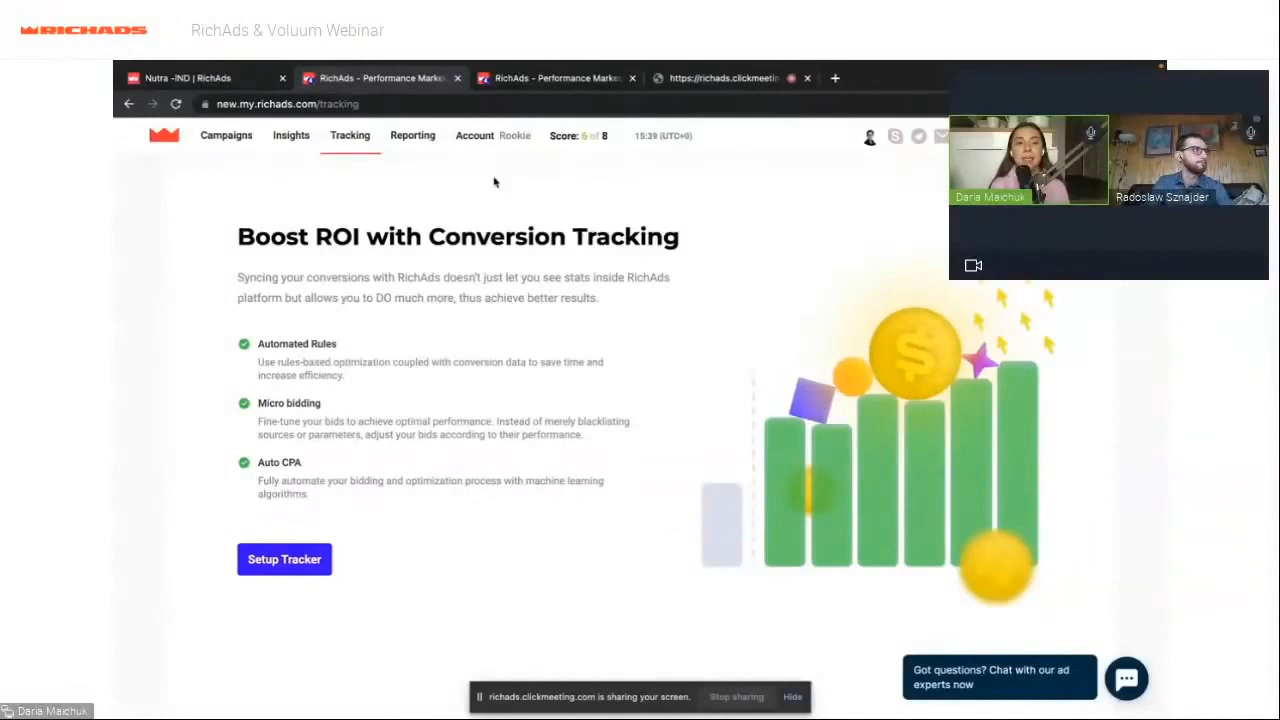 RICHADS
RichAds & Voluum Webinar
Nutra -IND | RichAds
RichAds - Performance Marke
RichAds - Performance Marke
https://richads.clickmeetin
new.my.richads.com/tracking
Campaigns Insights Tracking Reporting Account Rookie Score: 6 of 8 15:39 (UTC+0)
Daria Maichuk
Radoslaw Sznajder
Boost ROI with Conversion Tracking
Syncing your conversions with RichAds doesn't just let you see stats inside RichAds
platform but allows you to DO much more, thus achieve better results.
Automated Rules
Use rules-based optimization coupled with conversion data to save time and
increase efficiency.
Micro bidding
Fine-tune your bids to achieve optimal performance. Instead of merely blacklisting
sources or parameters, adjust your bids according to their performance.
Auto CPA
Fully automate your bidding and optimization process with machine learning
algorithms.
Setup Tracker
$
Got questions? Chat with our ad
experts now
richads.clickmeeting.com is sharing your screen. Stop sharing Hide
Daria Maichuk